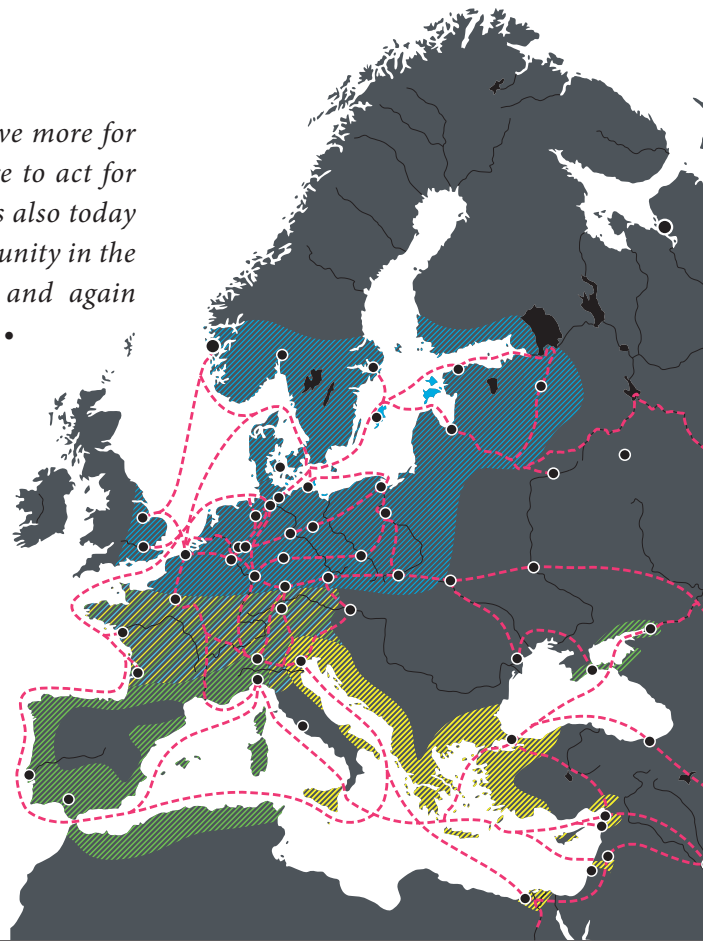 ve more for
e to act for
s also today
unity in the
and again